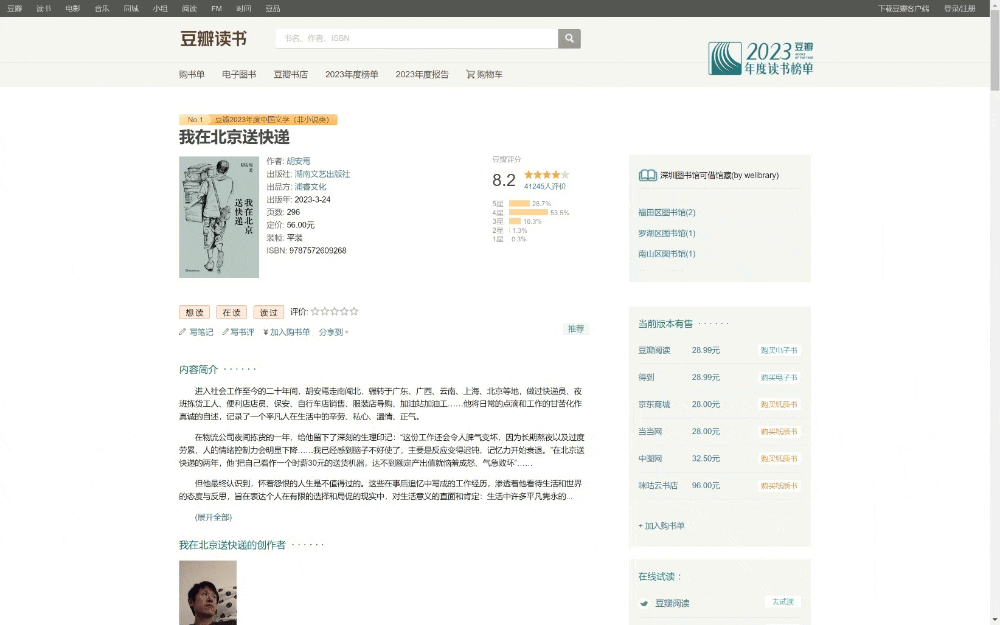 豆瓣 读书 电影 音乐 同城 小组 阅读 FM 时间 豆品 下载豆瓣客户端 登录/注册
豆瓣读书
书名、作者、ISBN
2023 豆瓣
年度读书榜单
购书单 电子图书 豆瓣书店 2023年度榜单 2023年度报告 购物车
No.1 豆瓣2023年度中国文学（非小说类）
我在北京送快递
作者: 胡安焉
出版社: 湖南文艺出版社
出品方: 浦睿文化
出版年: 2023-3-24
页数: 296
定价: 56.00元
装帧: 平装
ISBN: 9787572609268
我在北京
送快递
豆瓣评分
8.2
41245人评价
5星 28.7%
4星 53.5%
3星 16.3%
2星 1.3%
1星 0.3%
想读 在读 读过 评价:
写笔记 写书评 加入购书单 分享到
推荐
内容简介 · · · · · ·
进入社会工作至今的二十年间，胡安焉走南闯北，辗转于广东、广西、云南、上海、北京等地，做过快递员、夜
班拣货工人、便利店店员、保安、自行车店销售、服装店导购、加油站加油工……他将日常的点滴和工作的甘苦化作
真诚的自述，记录了一个平凡人在生活中的辛劳、私心、温情、正气。
在物流公司夜间拣货的一年，给他留下了深刻的生理印记：“这份工作还会令人脾气变坏，因为长期熬夜以及过度
劳累，人的情绪控制力会明显下降……我已经感到脑子不好使了，主要是反应变得迟钝，记忆力开始衰退。”在北京送
快递的两年，他“把自己看作一个时薪30元的送货机器，达不到额定产出值就恼羞成怒、气急败坏”……
但他最终认识到，怀着怨恨的人生是不值得过的。这些在事后追忆中写成的工作经历，渗透着他看待生活和世界
的态度与反思，旨在表达个人在有限的选择和局促的现实中，对生活意义的直面和肯定：生活中许多平凡隽永的...
(展开全部)
我在北京送快递的创作者 · · · · · ·
深圳图书馆可借馆藏(by welibrary)
福田区图书馆(2)
罗湖区图书馆(1)
南山区图书馆(1)
当前版本有售 · · · · · ·
豆瓣阅读 28.99元 购买电子书
得到 28.99元 购买电子书
京东商城 28.00元 购买纸质书
当当网 28.00元 购买纸质书
中图网 32.50元 购买纸质书
咪咕云书店 96.00元 购买纸质书
+ 加入购书单
在线试读：
豆瓣阅读 去试读